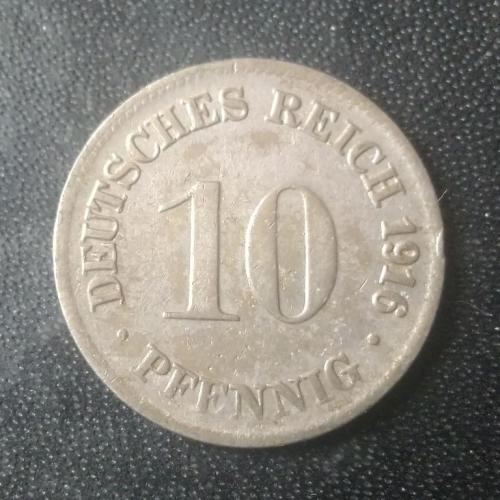 DEUTSCHES REICH 1916
10
· PFENNIG ·